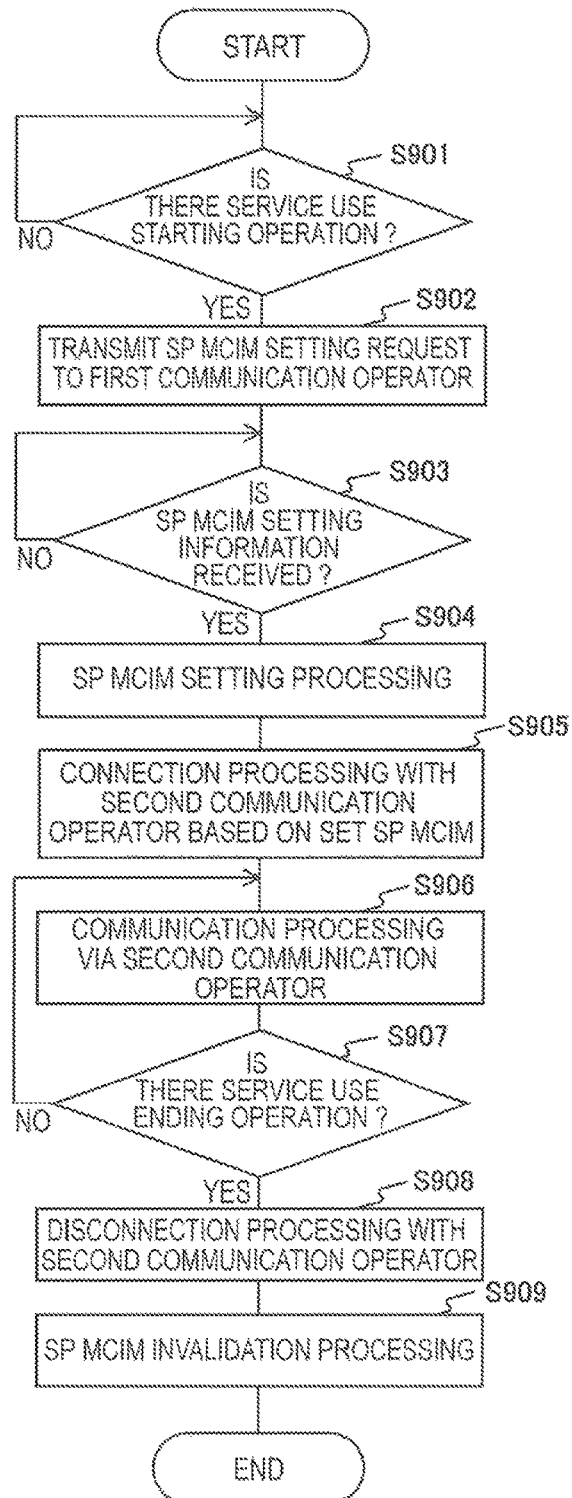 START
S901
IS
THERE SERVICE USE
STARTING OPERATION ?
NO
YES
S902
TRANSMIT SP MCIM SETTING REQUEST
TO FIRST COMMUNICATION OPERATOR
S903
IS
SP MCIM SETTING
INFORMATION
RECEIVED ?
NO
YES
S904
SP MCIM SETTING PROCESSING
S905
CONNECTION PROCESSING WITH
SECOND COMMUNICATION
OPERATOR BASED ON SET SP MCIM
S906
COMMUNICATION PROCESSING
VIA SECOND COMMUNICATION
OPERATOR
S907
IS
THERE SERVICE USE
ENDING OPERATION ?
NO
YES
S908
DISCONNECTION PROCESSING WITH
SECOND COMMUNICATION OPERATOR
S909
SP MCIM INVALIDATION PROCESSING
END